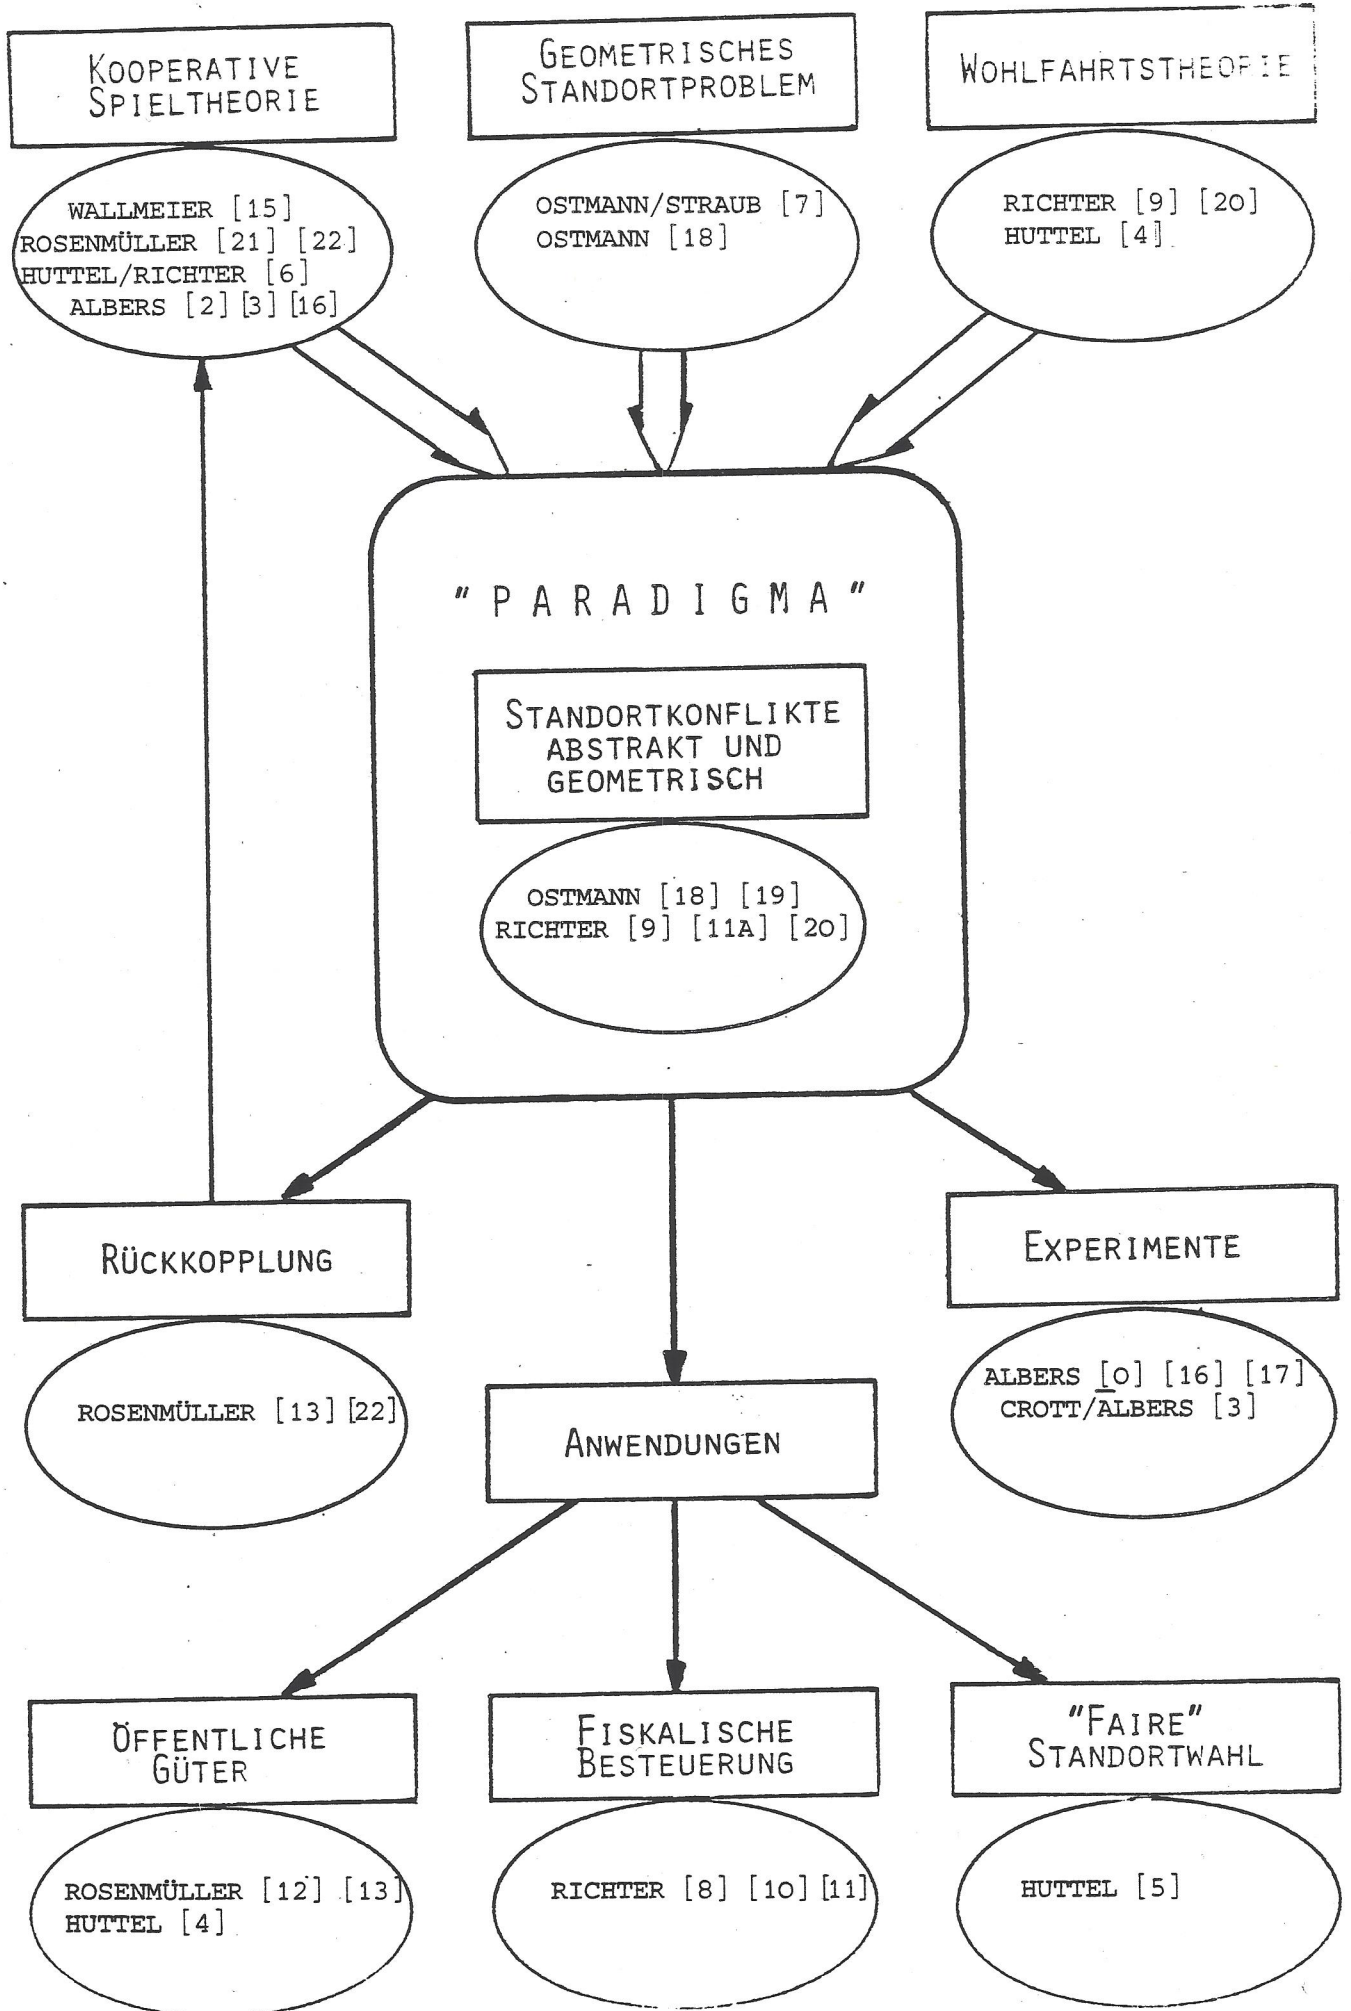 KOOPERATIVE
SPIELTHEORIE
GEOMETRISCHES
STANDORTPROBLEM
WOHLFAHRTSTHEORIE
WALLMEIER [15]
ROSENMÜLLER [21] [22]
HUTTEL/RICHTER [6]
ALBERS [2] [3] [16]
OSTMANN/STRAUB [7]
OSTMANN [18]
RICHTER [9] [20]
HUTTEL [4]
"PARADIGMA"
STANDORTKONFLIKTE
ABSTRAKT UND
GEOMETRISCH
OSTMANN [18] [19]
RICHTER [9] [11A] [20]
RÜCKKOPPLUNG
ROSENMÜLLER [13] [22]
EXPERIMENTE
ALBERS [0] [16] [17]
CROTT/ALBERS [3]
ANWENDUNGEN
ÖFFENTLICHE
GÜTER
ROSENMÜLLER [12] [13]
HUTTEL [4]
FISKALISCHE
BESTEUERUNG
RICHTER [8] [10] [11]
"FAIRE"
STANDORTWAHL
HUTTEL [5]